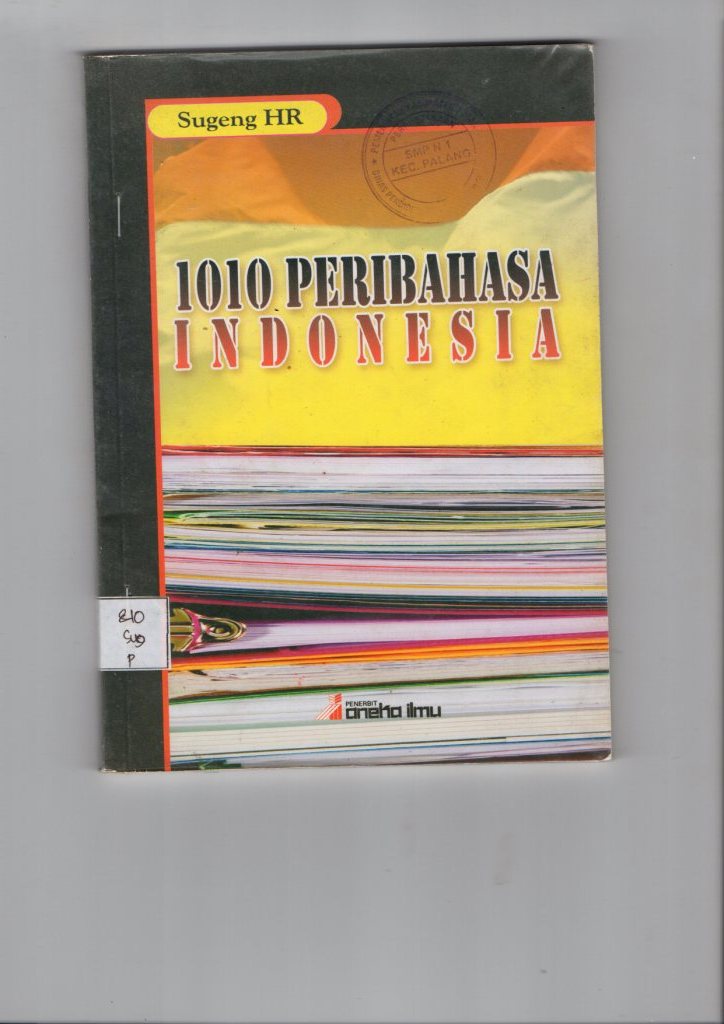 Sugeng HR
SMP N 1
KEC. PALANG
1010 PERIBAHASA
INDONESIA
810
Sug
P
PENERBIT
aneka ilmu